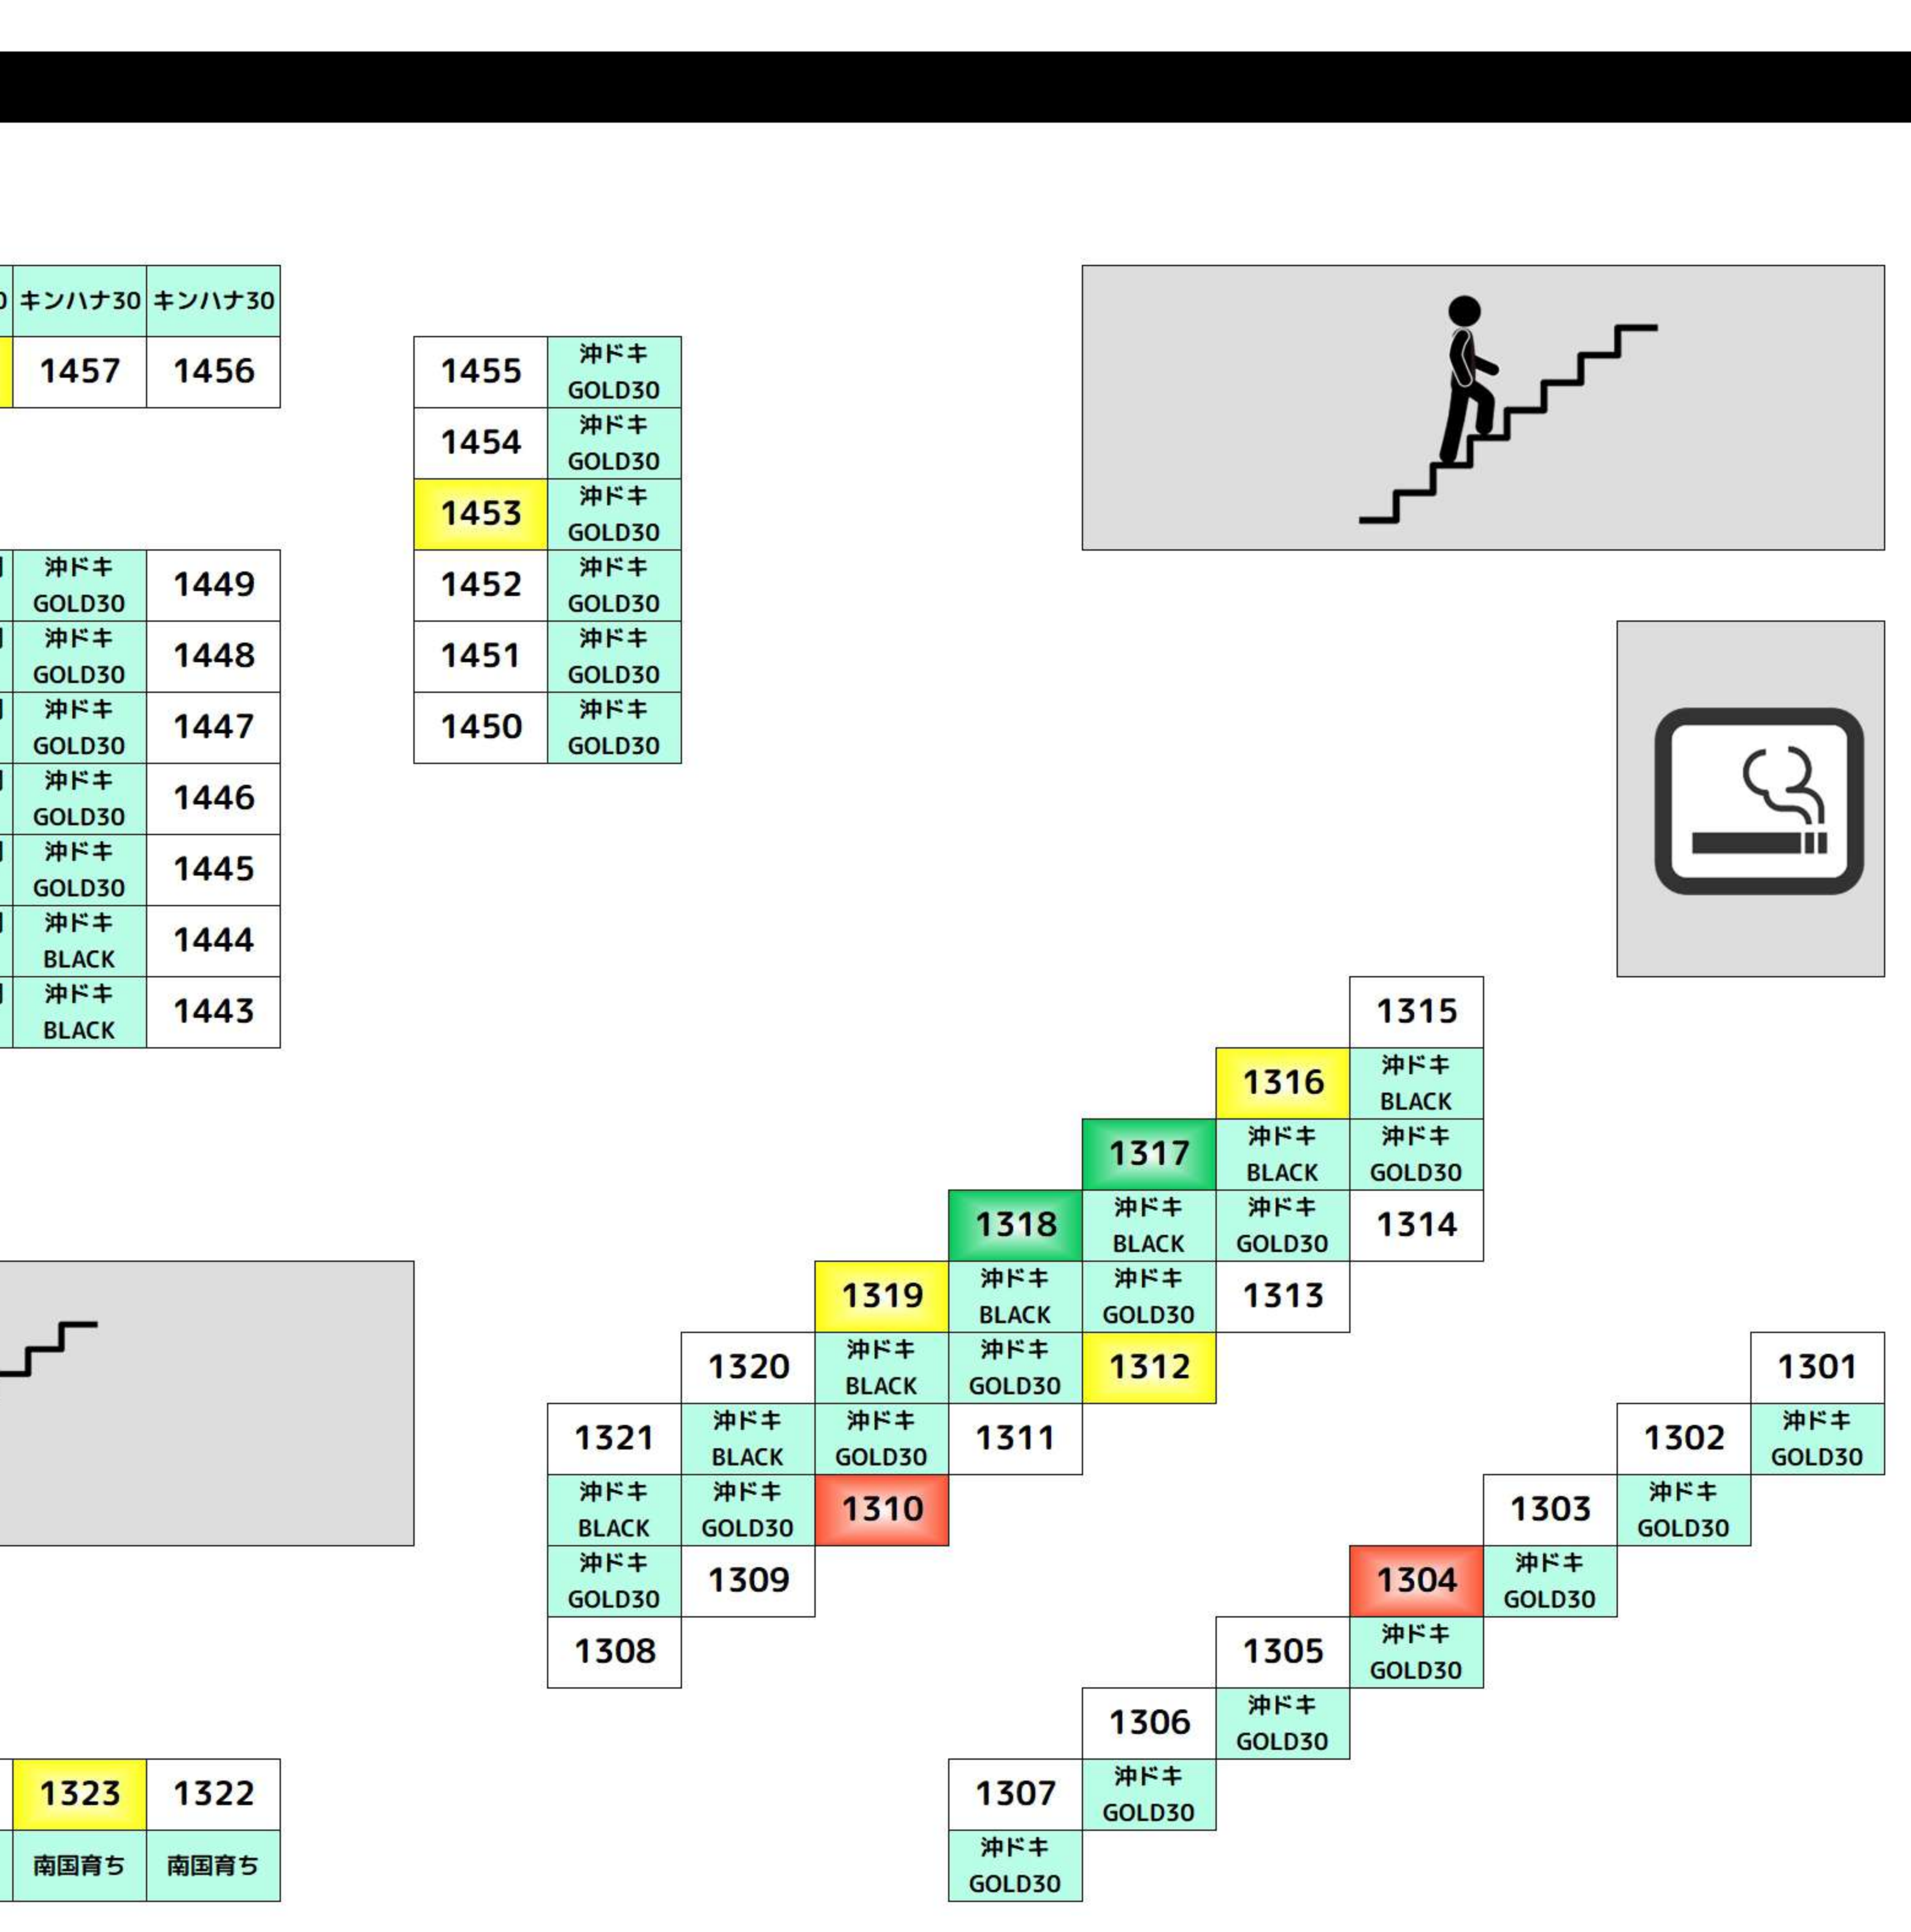 キンハナ30 キンハナ30
1457 1456
1455 沖ドキ GOLD30
1454 沖ドキ GOLD30
1453 沖ドキ GOLD30
1452 沖ドキ GOLD30
1451 沖ドキ GOLD30
1450 沖ドキ GOLD30
沖ドキ GOLD30 1449
沖ドキ GOLD30 1448
沖ドキ GOLD30 1447
沖ドキ GOLD30 1446
沖ドキ GOLD30 1445
沖ドキ BLACK 1444
沖ドキ BLACK 1443
1315
1316 沖ドキ BLACK
1317 沖ドキ BLACK 沖ドキ GOLD30
1318 沖ドキ BLACK 沖ドキ GOLD30 1314
1319 沖ドキ BLACK 沖ドキ GOLD30 1313
1320 沖ドキ BLACK 沖ドキ GOLD30 1312
1321 沖ドキ BLACK 沖ドキ GOLD30 1311
沖ドキ BLACK 沖ドキ GOLD30 1310
沖ドキ GOLD30 1309
1308
1301
1302 沖ドキ GOLD30
1303 沖ドキ GOLD30
1304 沖ドキ GOLD30
1305 沖ドキ GOLD30
1306 沖ドキ GOLD30
1307 沖ドキ GOLD30
沖ドキ GOLD30
1323 1322
南国育ち 南国育ち